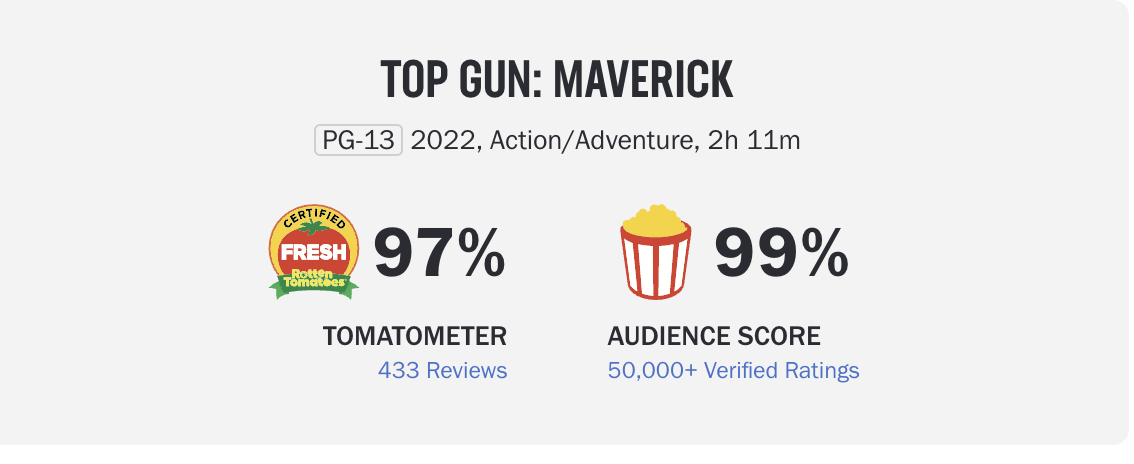 TOP GUN: MAVERICK
PG-13 2022, Action/Adventure, 2h 11m
CERTIFIED
FRESH
Rotten
Tomatoes
97%
99%
TOMATOMETER
AUDIENCE SCORE
433 Reviews
50,000+ Verified Ratings